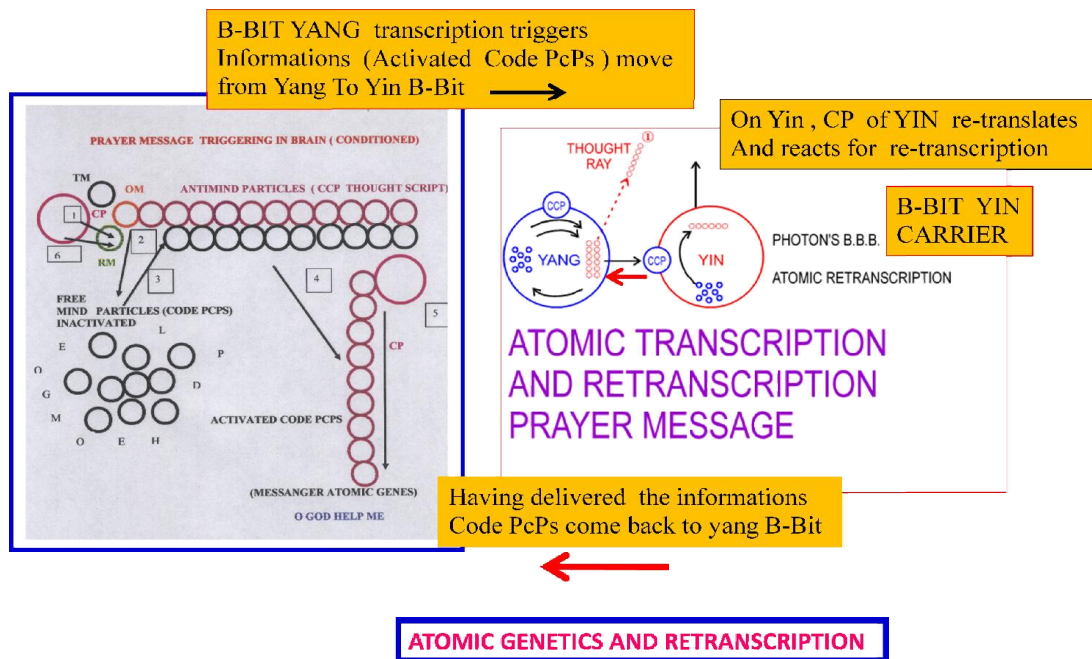 B-BIT YANG transcription triggers
Informations (Activated Code PcPs ) move
from Yang To Yin B-Bit
PRAYER MESSAGE TRIGGERING IN BRAIN ( CONDITIONED)
TM
OM
ANTIMIND PARTICLES ( CCP THOUGHT SCRIPT)
1
CP
2
6
RM
3
4
FREE
MIND PARTICLES (CODE PCPS)
INACTIVATED
5
CP
L
E
P
O
D
G
M
O
E
H
ACTIVATED CODE PCPS
(MESSANGER ATOMIC GENES)
O GOD HELP ME
On Yin , CP of YIN re-translates
And reacts for re-transcription
B-BIT YIN
CARRIER
THOUGHT
RAY
1
CCP
YANG
CCP
YIN
PHOTON'S B.B.B.
ATOMIC RETRANSCRIPTION
ATOMIC TRANSCRIPTION
AND RETRANSCRIPTION
PRAYER MESSAGE
Having delivered the informations
Code PcPs come back to yang B-Bit
ATOMIC GENETICS AND RETRANSCRIPTION